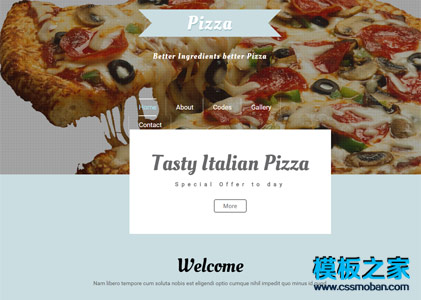 Pizza
Better Ingredients better Pizza
Home About Codes Gallery
Contact
Tasty Italian Pizza
Special Offer to day
More
Welcome
Nam libero tempore cum soluta nobis est eligendi optio cumque nihil impedit quo minus id quod
模板之家
www.cssmoban.com